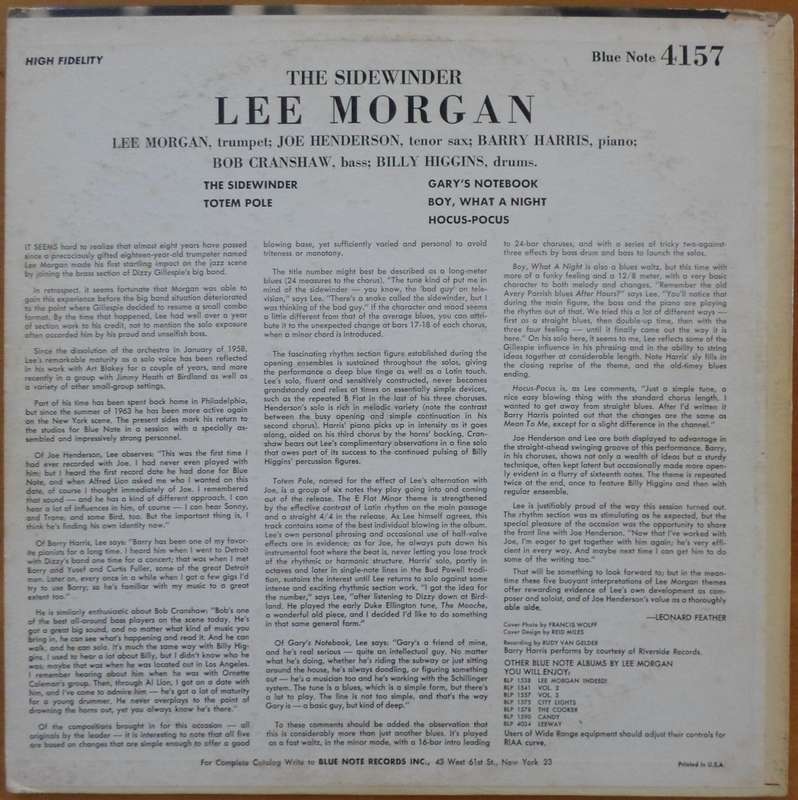 HIGH FIDELITY
Blue Note 4157
THE SIDEWINDER
LEE MORGAN
LEE MORGAN, trumpet; JOE HENDERSON, tenor sax; BARRY HARRIS, piano;
BOB CRANSHAW, bass; BILLY HIGGINS, drums.
THE SIDEWINDER
TOTEM POLE
GARY'S NOTEBOOK
BOY, WHAT A NIGHT
HOCUS-POCUS
IT SEEMS hard to realize that almost eight years have passed
since a precociously gifted eighteen-year-old trumpeter named
Lee Morgan made his first startling impact on the jazz scene
by joining the brass section of Dizzy Gillespie's big band.
In retrospect, it seems fortunate that Morgan was able to
gain this experience before the big band situation deteriorated
to the point where Gillespie decided to resume a small combo
format. By the time that happened, Lee had well over a year
of section work to his credit, not to mention the solo exposure
often accorded him by his proud and unselfish boss.
Since the dissolution of the orchestra in January of 1958,
Lee's remarkable maturity as a solo voice has been reflected
in his work with Art Blakey for a couple of years, and more
recently in a group with Jimmy Heath at Birdland as well as
a variety of other small-group settings.
Part of his time has been spent back home in Philadelphia,
but since the summer of 1963 he has been more active again
on the New York scene. The present sides mark his return to
the studios for Blue Note in a session with a specially as-
sembled and impressively strong personnel.
Of Joe Henderson, Lee observes: "This was the first time I
had ever recorded with Joe. I had never even played with
him; but I heard the first record date he had done for Blue
Note, and when Alfred Lion asked me who I wanted on this
date, of course I thought immediately of Joe. I remembered
that sound — and he has a kind of different approach. I can
hear a lot of influences in him, of course — I can hear Sonny,
and Trane, and some Bird, too. But the important thing is, I
think he's finding his own identity now."
Of Barry Harris, Lee says: "Barry has been one of my favor-
ite pianists for a long time. I heard him when I went to Detroit
with Dizzy's band one time for a concert; that was when I met
Barry and Yusef and Curtis Fuller, some of the great Detroit
men. Later on, every once in a while when I got a few gigs I'd
try to use Barry; so he's familiar with my music to a great
extent too."
He is similarly enthusiastic about Bob Cranshaw: "Bob's one
of the best all-around bass players on the scene today. He's
got a great big sound, and no matter what kind of music you
bring in, he can see what's happening and read it. And he can
walk, and he can solo. It's much the same way with Billy Hig-
gins. I used to hear a lot about Billy, but I didn't know who he
was; maybe that was when he was located out in Los Angeles.
I remember hearing about him when he was with Ornette
Coleman's group. Then, through Al Lion, I got on a date with
him, and I've come to admire him — he's got a lot of maturity
for a young drummer. He never overplays to the point of
drowning the horns out, yet you always know he's there."
Of the compositions brought in for this occasion — all
originals by the leader — it is interesting to note that all five
are based on changes that are simple enough to offer a good
blowing base, yet sufficiently varied and personal to avoid
triteness or monotony.
The title number might best be described as a long-meter
blues (24 measures to the chorus). "The tune kind of put me in
mind of the sidewinder — you know, the 'bad guy' on tele-
vision," says Lee. "There's a snake called the sidewinder, but I
was thinking of the bad guy." If the character and mood seems
a little different from that of the average blues, you can attri-
bute it to the unexpected change at bars 17-18 of each chorus,
when a minor chord is introduced.
The fascinating rhythm section figure established during the
opening ensembles is sustained throughout the solos, giving
the performance a deep blue tinge as well as a Latin touch.
Lee's solo, fluent and sensitively constructed, never becomes
grandstandy and relies at times on essentially simple devices,
such as the repeated B Flat in the last of his three choruses.
Henderson's solo is rich in melodic variety (note the contrast
between the busy opening and simple continuation in his
second chorus). Harris' piano picks up in intensity as it goes
along, aided on his third chorus by the horns' backing. Cran-
shaw bears out Lee's complimentary observations in a fine solo
that owes part of its success to the continued pulsing of Billy
Higgins' percussion figures.
Totem Pole, named for the effect of Lee's alternation with
Joe, is a group of six notes they play going into and coming
out of the release. The E Flat Minor theme is strengthened
by the effective contrast of Latin rhythm on the main passage
and a straight 4/4 in the release. As Lee himself agrees, this
track contains some of the best individual blowing in the album.
Lee's own personal phrasing and occasional use of half-valve
effects are in evidence; as for Joe, he always puts down his
instrumental foot where the beat is, never letting you lose track
of the rhythmic or harmonic structure. Harris' solo, partly in
octaves and later in single-note lines in the Bud Powell tradi-
tion, sustains the interest until Lee returns to solo against some
intense and exciting rhythmic section work. "I got the idea for
the number," says Lee, "after listening to Dizzy down at Bird-
land. He played the early Duke Ellington tune, The Mooche,
a wonderful old piece, and I decided I'd like to do something
in that same general form."
Of Gary's Notebook, Lee says: "Gary's a friend of mine,
and he's real serious — quite an intellectual guy. No matter
what he's doing, whether he's riding the subway or just sitting
around the house, he's always doodling, or figuring something
out — he's a musician too and he's working with the Schillinger
system. The tune is a blues, which is a simple form, but there's
a lot to play. The line is not too simple, and that's the way
Gary is — a basic guy, but kind of deep."
To these comments should be added the observation that
this is considerably more than just another blues. It's played
as a fast waltz, in the minor mode, with a 16-bar intro leading
to 24-bar choruses, and with a series of tricky two-against-
three effects by bass drum and bass to launch the solos.
Boy, What A Night is also a blues waltz, but this time with
more of a funky feeling and a 12/8 meter, with a very basic
character to both melody and changes. "Remember the old
Avery Parrish blues After Hours?" says Lee. "You'll notice that
during the main figure, the bass and the piano are playing
the rhythm out of that. We tried this a lot of different ways —
first as a straight blues, then double-up time, then with the
three four feeling — until it finally came out the way it is
here." On his solo here, it seems to me, Lee reflects some of the
Gillespie influence in his phrasing and in the ability to string
ideas together at considerable length. Note Harris' sly fills in
the closing reprise of the theme, and the old-timey blues
ending.
Hocus-Pocus is, as Lee comments, "Just a simple tune, a
nice easy blowing thing with the standard chorus length. I
wanted to get away from straight blues. After I'd written it
Barry Harris pointed out that the changes are the same as
Mean To Me, except for a slight difference in the channel."
Joe Henderson and Lee are both displayed to advantage in
the straight-ahead swinging groove of this performance. Barry,
in his choruses, shows not only a wealth of ideas but a sturdy
technique, often kept latent but occasionally made more open-
ly evident in a flurry of sixteenth notes. The theme is repeated
twice at the end, once to feature Billy Higgins and then with
regular ensemble.
Lee is justifiably proud of the way this session turned out.
The rhythm section was as stimulating as he expected, but the
special pleasure of the occasion was the opportunity to share
the front line with Joe Henderson. "Now that I've worked with
Joe, I'm eager to get together with him again; he's very effi-
cient in every way. And maybe next time I can get him to do
some of the writing too."
That will be something to look forward to; but in the mean-
time these five buoyant interpretations of Lee Morgan themes
offer rewarding evidence of Lee's own development as com-
poser and soloist, and of Joe Henderson's value as a thoroughly
able aide.
—LEONARD FEATHER
Cover Photo by FRANCIS WOLFF
Cover Design by REID MILES
Recording by RUDY VAN GELDER
Barry Harris performs by courtesy of Riverside Records.
OTHER BLUE NOTE ALBUMS BY LEE MORGAN
YOU WILL ENJOY:
BLP 1538 LEE MORGAN INDEED!
BLP 1541 VOL. 2
BLP 1557 VOL. 3
BLP 1575 CITY LIGHTS
BLP 1578 THE COOKER
BLP 1590 CANDY
BLP 4034 LEEWAY
Users of Wide Range equipment should adjust their controls for
RIAA curve.
For Complete Catalog Write to BLUE NOTE RECORDS INC., 43 West 61st St., New York 23
Printed in U.S.A.